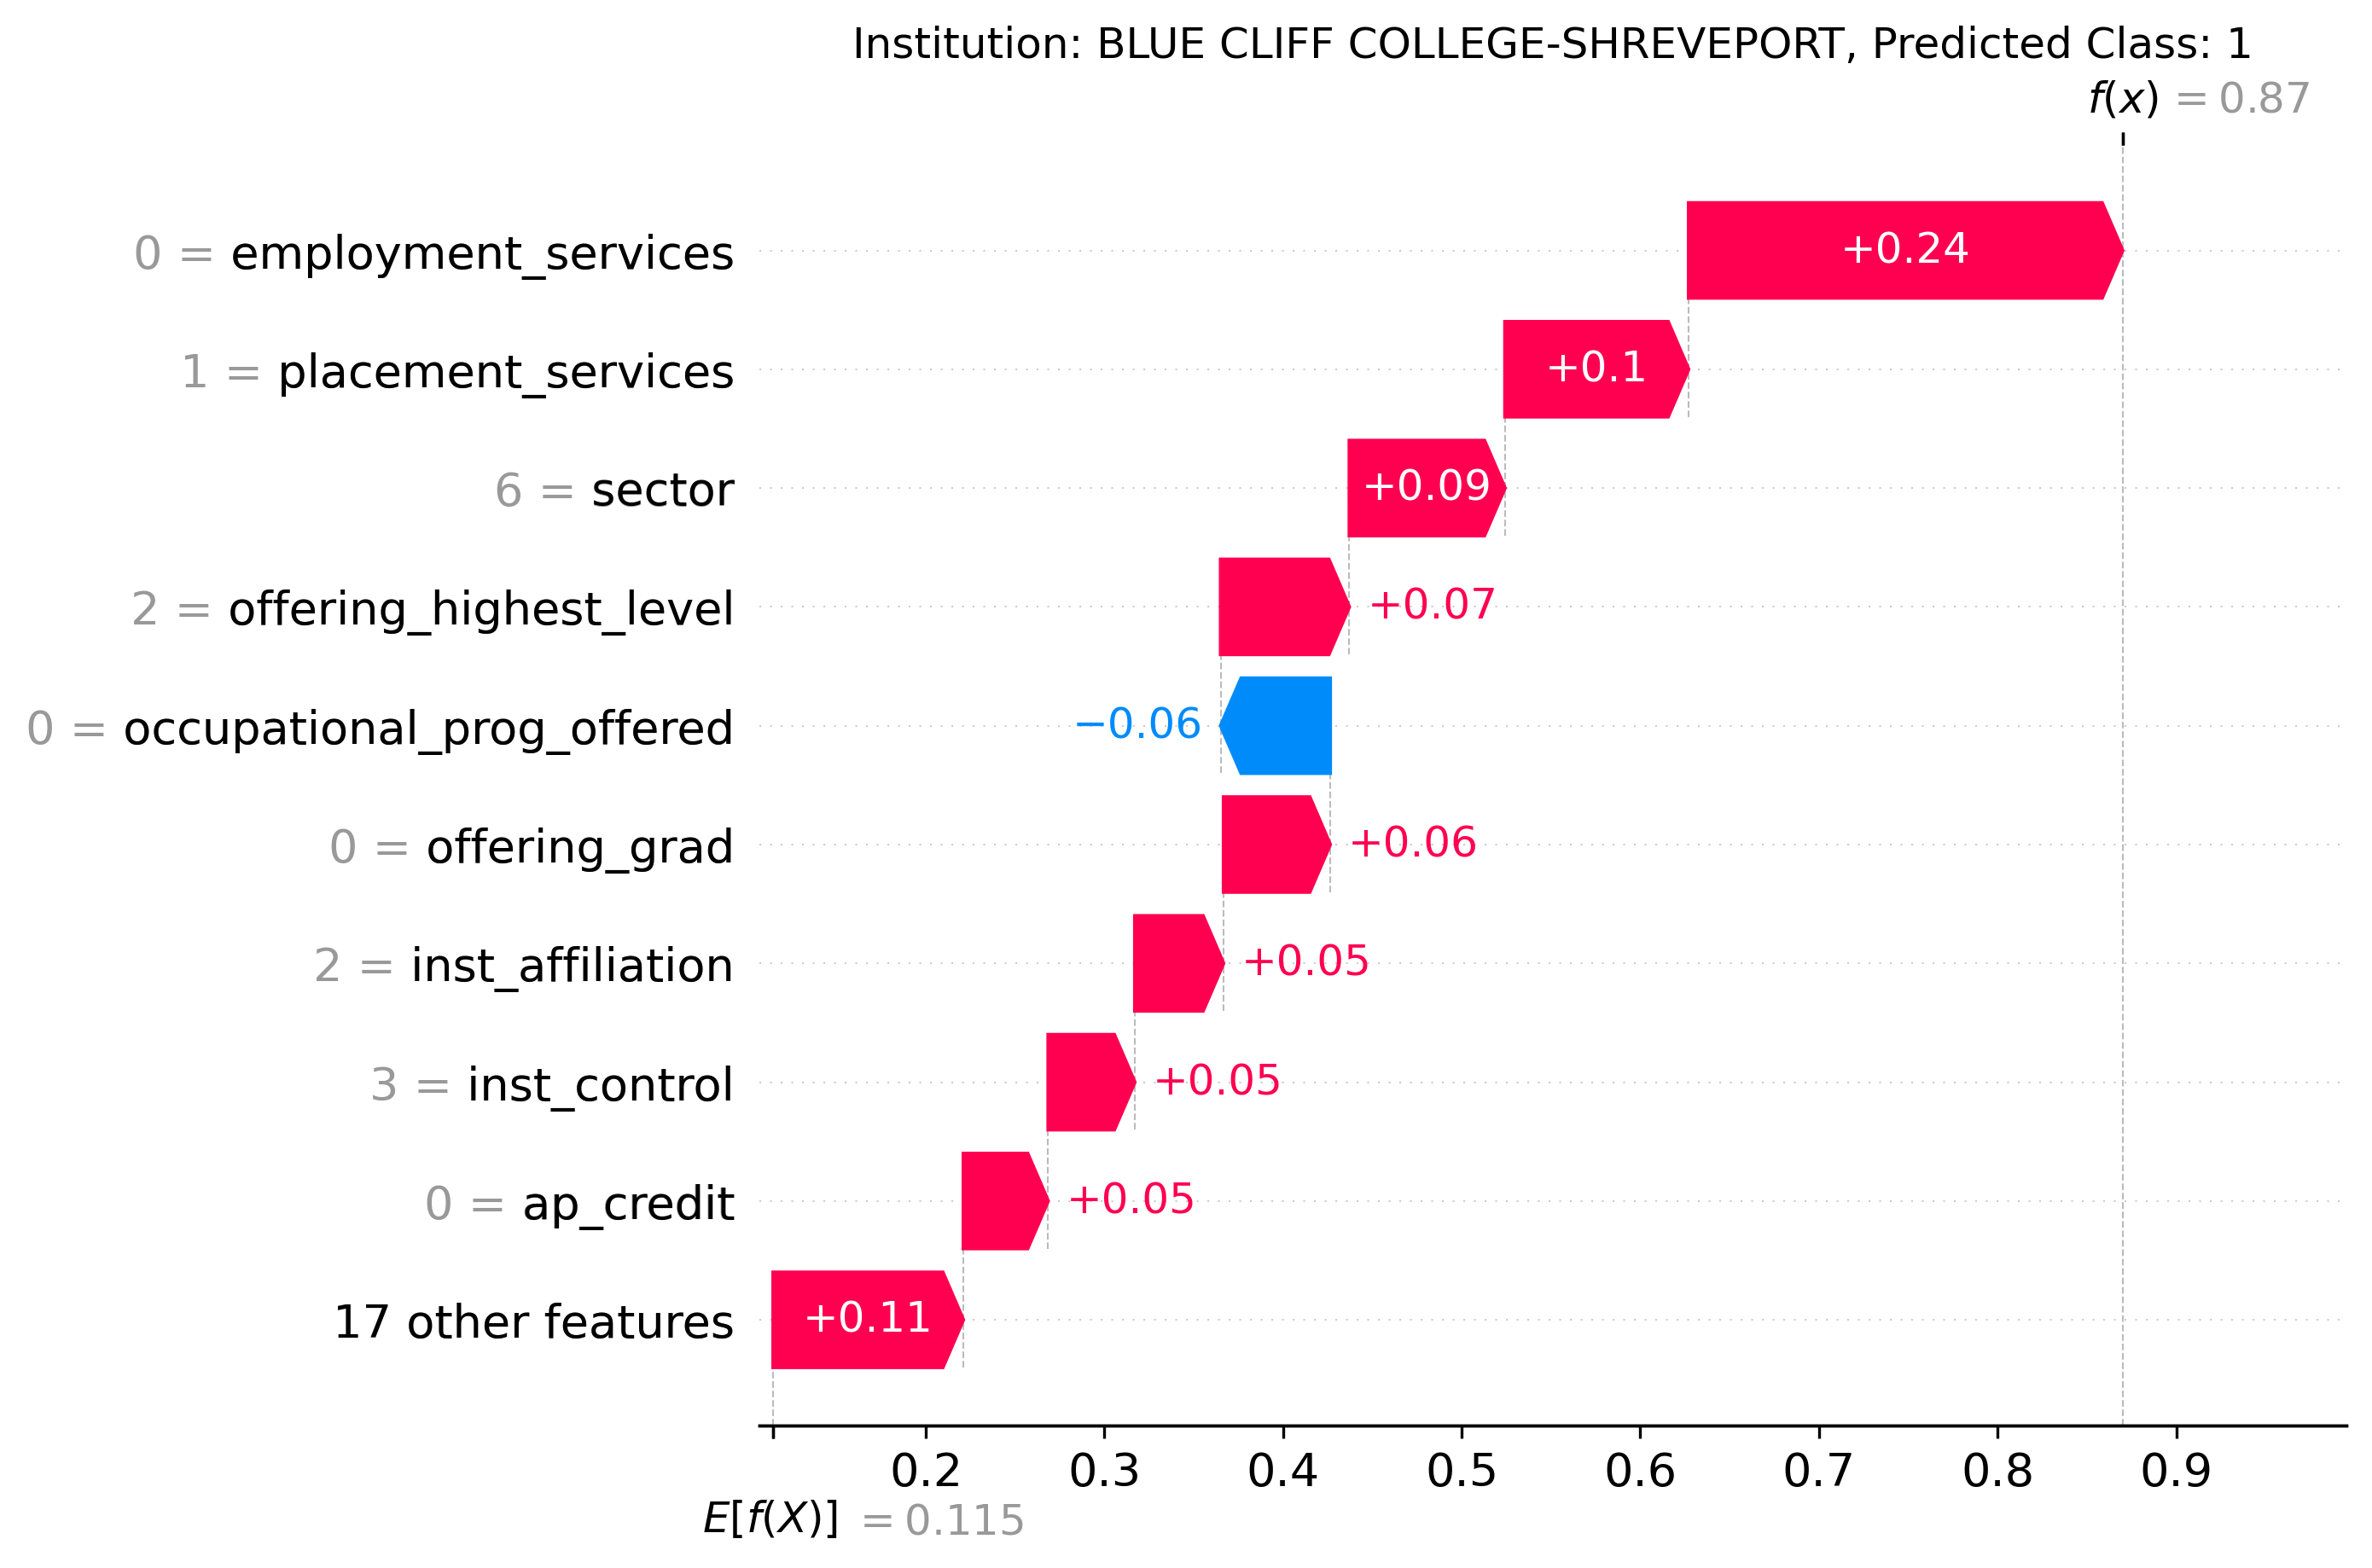 Institution: BLUE CLIFF COLLEGE-SHREVEPORT, Predicted Class: 1
f(x) = 0.87
0 = employment_services +0.24
1 = placement_services +0.1
6 = sector +0.09
2 = offering_highest_level +0.07
0 = occupational_prog_offered −0.06
0 = offering_grad +0.06
2 = inst_affiliation +0.05
3 = inst_control +0.05
0 = ap_credit +0.05
17 other features +0.11
0.2 0.3 0.4 0.5 0.6 0.7 0.8 0.9
E[f(X)] = 0.115